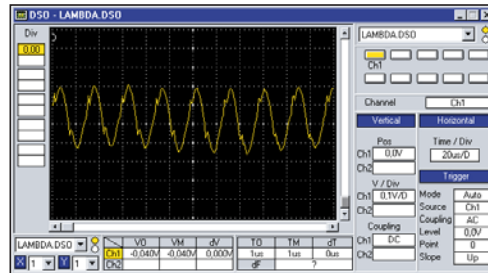 DSO - LAMBDA.DSO
Div
0.00
LAMBDA.DSO
Ch1
Channel Ch1
Vertical Horizontal
Pos
Ch1 0,0V
Ch2
Time / Div
20us/D
V / Div
Ch1 0,1V/D
Ch2
Coupling
Ch1 DC
Ch2
Trigger
Mode Auto
Source Ch1
Coupling AC
Level 0,0V
Point 0
Slope Up
LAMBDA.DSO
X 1 Y 1
V0 VM dV
Ch1 -0,040V -0,040V 0,000V
Ch2
T0 TM dT
1us 1us 0us
dF ?